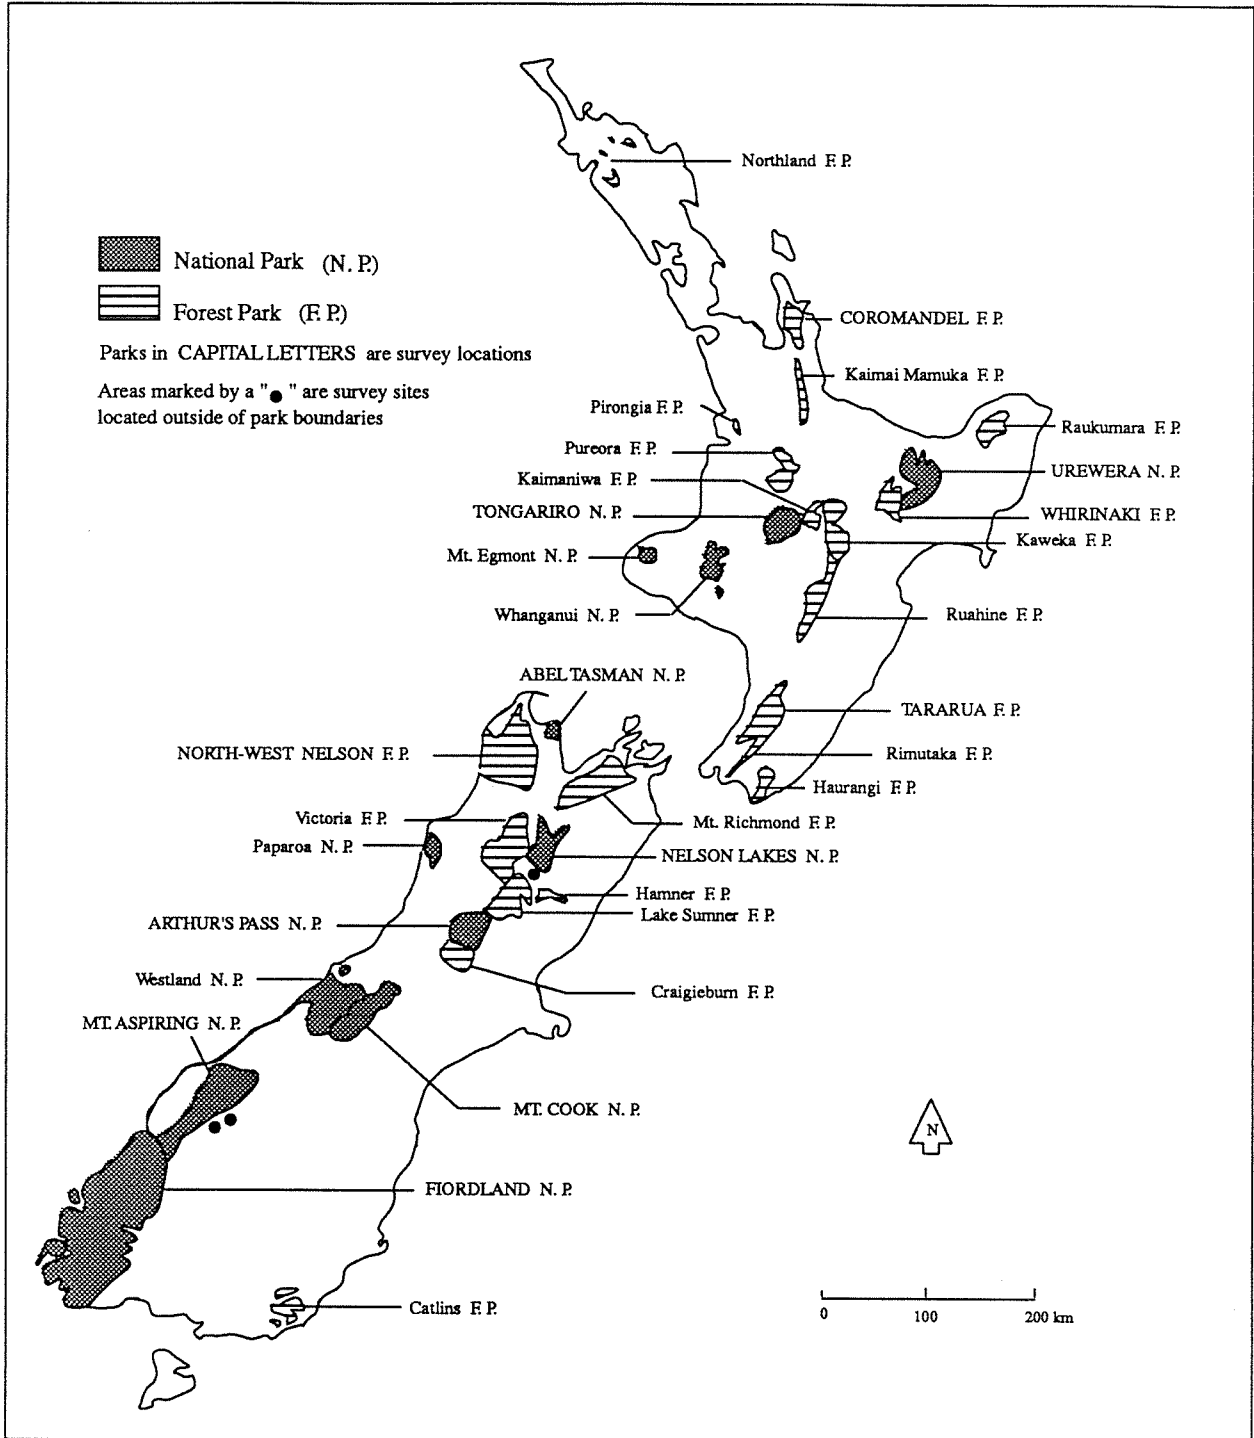 Northland F. P.
National Park (N. P.)
Forest Park (F. P.)
Parks in CAPITAL LETTERS are survey locations
Areas marked by a " ● " are survey sites
located outside of park boundaries
COROMANDEL F. P.
Kaimai Mamuka F. P.
Pirongia F. P.
Raukumara F. P.
Pureora F. P.
UREWERA N. P.
Kaimaniwa F. P.
TONGARIRO N. P.
WHIRINAKI F. P.
Kaweka F. P.
Mt. Egmont N. P.
Whanganui N. P.
Ruahine F. P.
ABEL TASMAN N. P.
TARARUA F. P.
NORTH-WEST NELSON F. P.
Rimutaka F. P.
Haurangi F. P.
Victoria F. P.
Mt. Richmond F. P.
Paparoa N. P.
NELSON LAKES N. P.
Hamner F. P.
Lake Sumner F. P.
ARTHUR'S PASS N. P.
Westland N. P.
Craigieburn F. P.
MT. ASPIRING N. P.
MT. COOK N. P.
N
FIORDLAND N. P.
Catlins F. P.
0 100 200 km